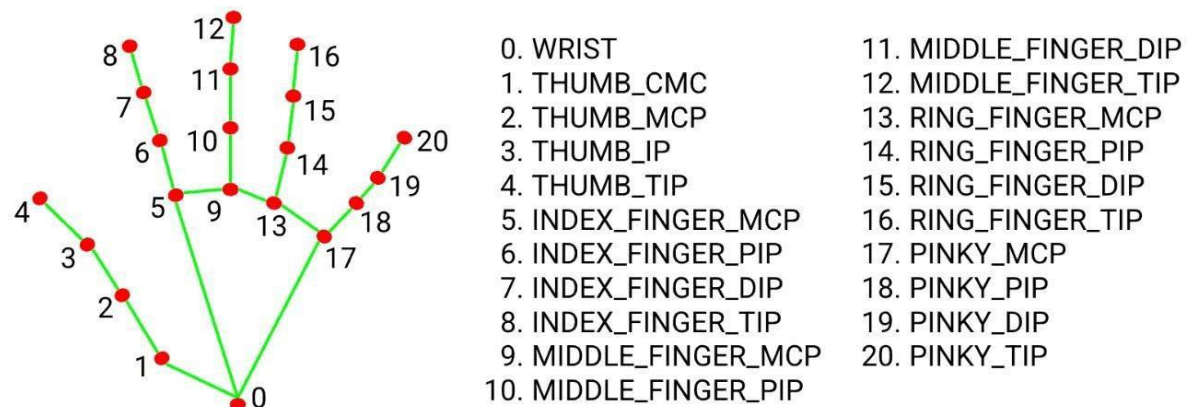 12
8
16
11
7
15
10
20
6
14
19
4
5
9
18
13
3
17
2
1
0
0. WRIST
1. THUMB_CMC
2. THUMB_MCP
3. THUMB_IP
4. THUMB_TIP
5. INDEX_FINGER_MCP
6. INDEX_FINGER_PIP
7. INDEX_FINGER_DIP
8. INDEX_FINGER_TIP
9. MIDDLE_FINGER_MCP
10. MIDDLE_FINGER_PIP
11. MIDDLE_FINGER_DIP
12. MIDDLE_FINGER_TIP
13. RING_FINGER_MCP
14. RING_FINGER_PIP
15. RING_FINGER_DIP
16. RING_FINGER_TIP
17. PINKY_MCP
18. PINKY_PIP
19. PINKY_DIP
20. PINKY_TIP